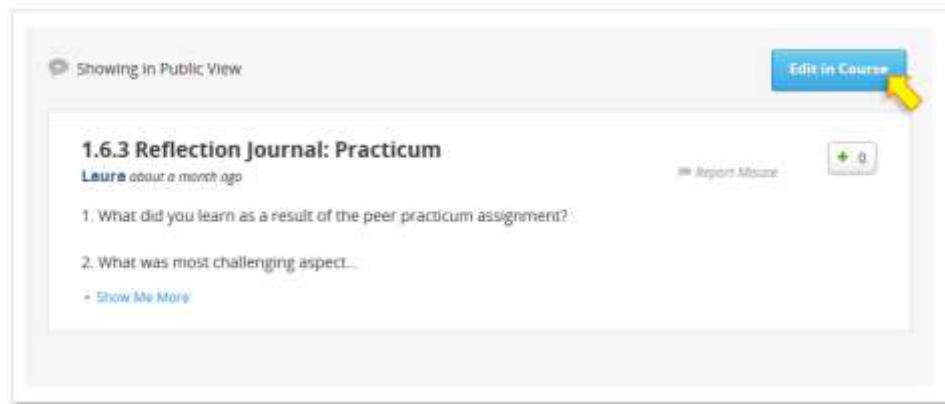 Showing in Public View
Edit in Course
1.6.3 Reflection Journal: Practicum
Laura about a month ago
Report Misuse
+ 0
1. What did you learn as a result of the peer practicum assignment?
2. What was most challenging aspect...
Show Me More